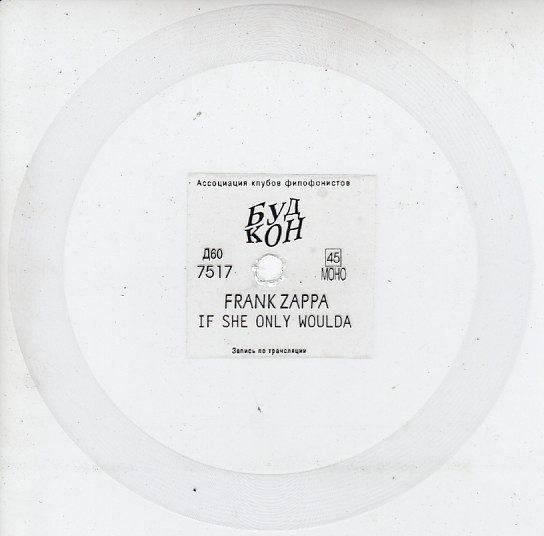 Ассоциация клубов филофонистов
БУД
КОН
Д60
45
7517
МОНО
FRANK ZAPPA
IF SHE ONLY WOULDA
Запись по трансляции